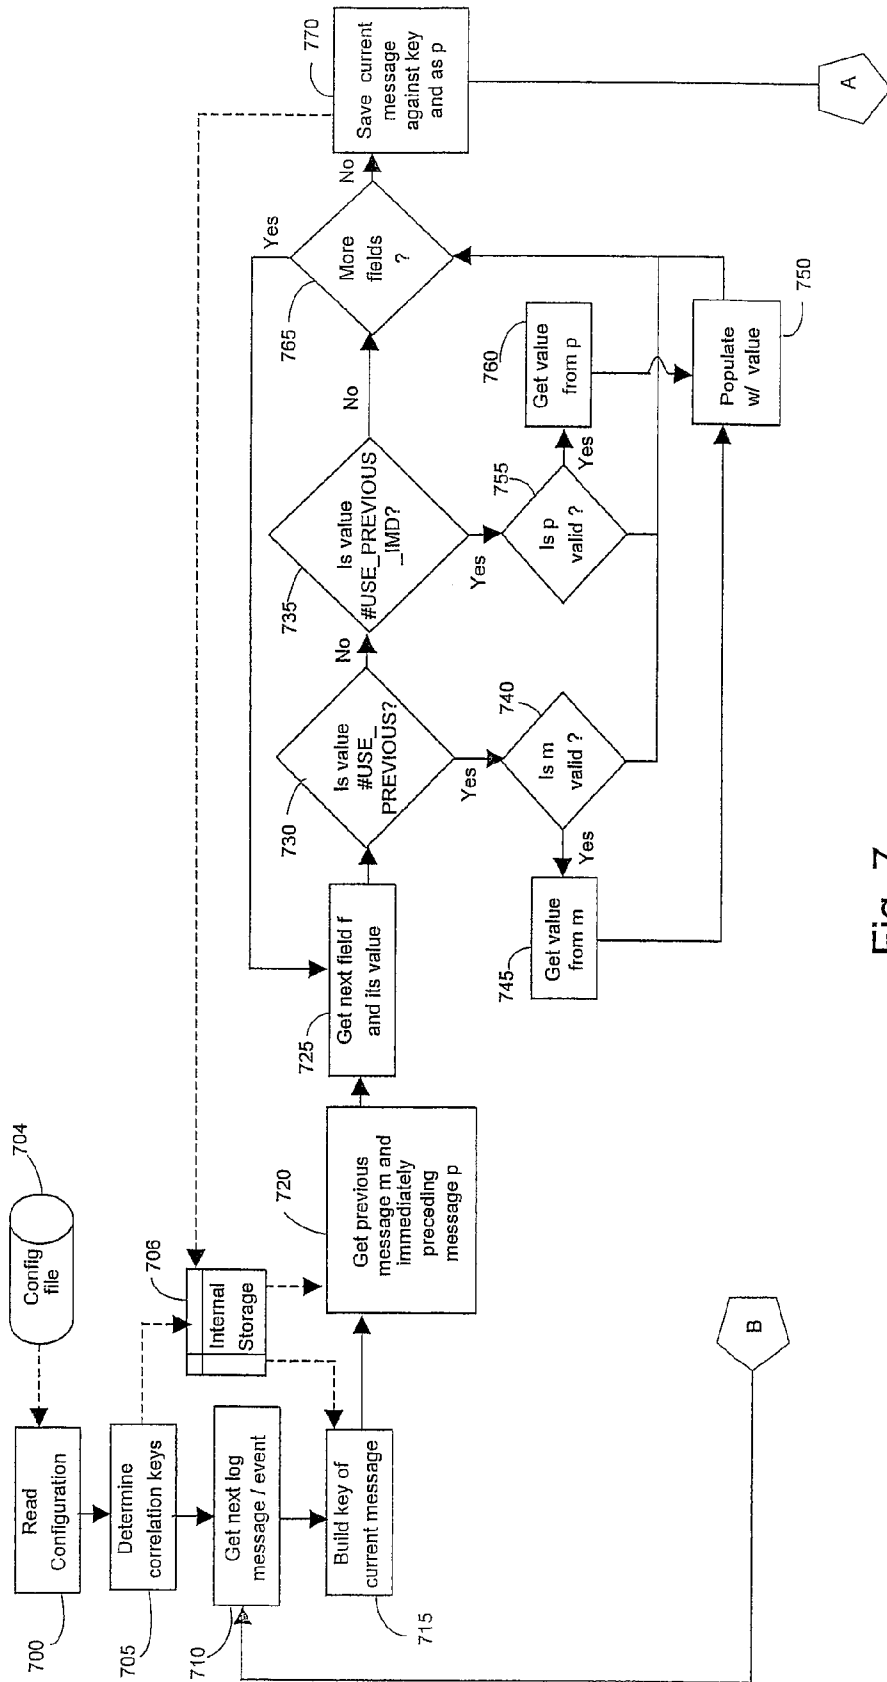 704
Config
file
700
Read
Configuration
705
Determine
correlation keys
706
Internal
Storage
710
Get next log
message / event
715
Build key of
current message
720
Get previous
message m and
immediately
preceding
message p
725
Get next field f
and its value
730
Is value
#USE_
PREVIOUS?
No
Yes
735
Is value
#USE_PREVIOUS
_IMD?
No
Yes
740
Is m
valid ?
Yes
745
Get value
from m
755
Is p
valid ?
Yes
760
Get value
from p
750
Populate
w/ value
765
More
fields
?
Yes
No
770
Save current
message
against key
and as p
A
B
Fig. 7